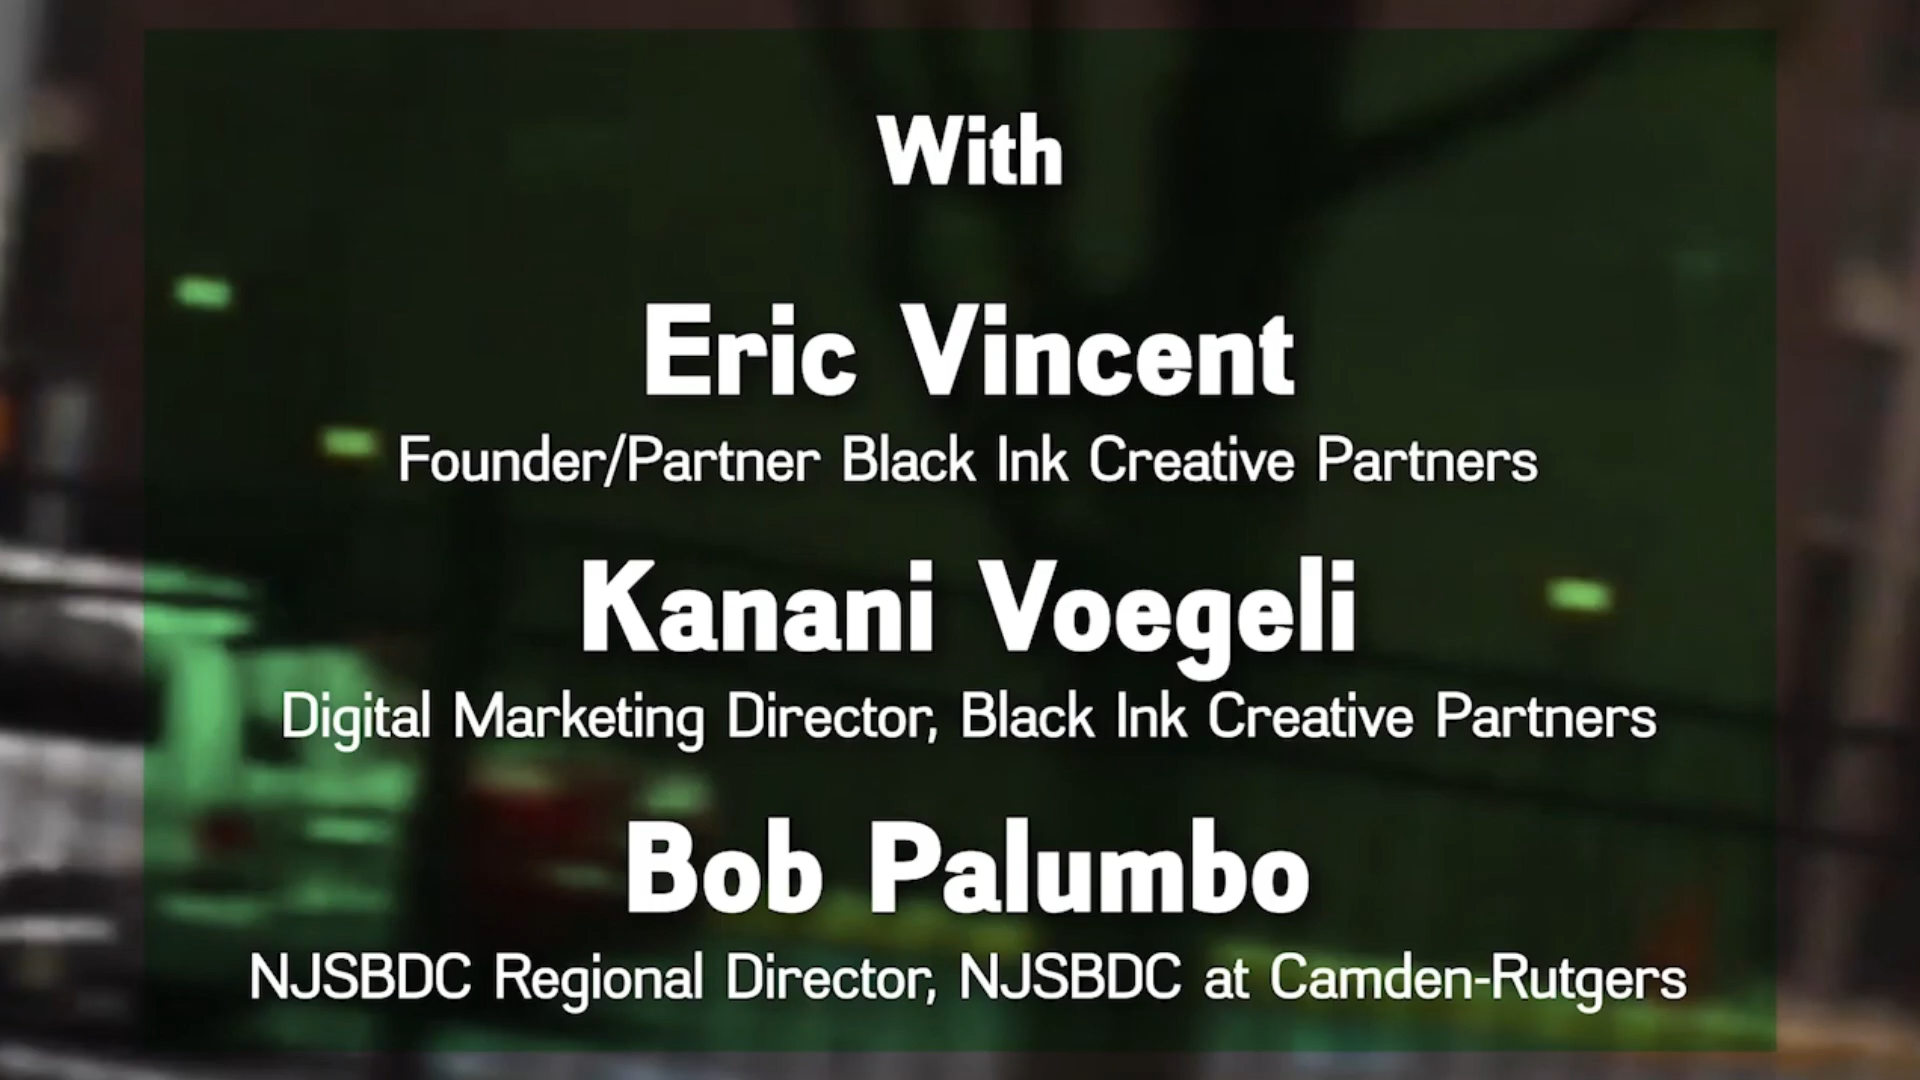 With
Eric Vincent
Founder/Partner Black Ink Creative Partners
Kanani Voegeli
Digital Marketing Director, Black Ink Creative Partners
Bob Palumbo
NJSBDC Regional Director, NJSBDC at Camden-Rutgers